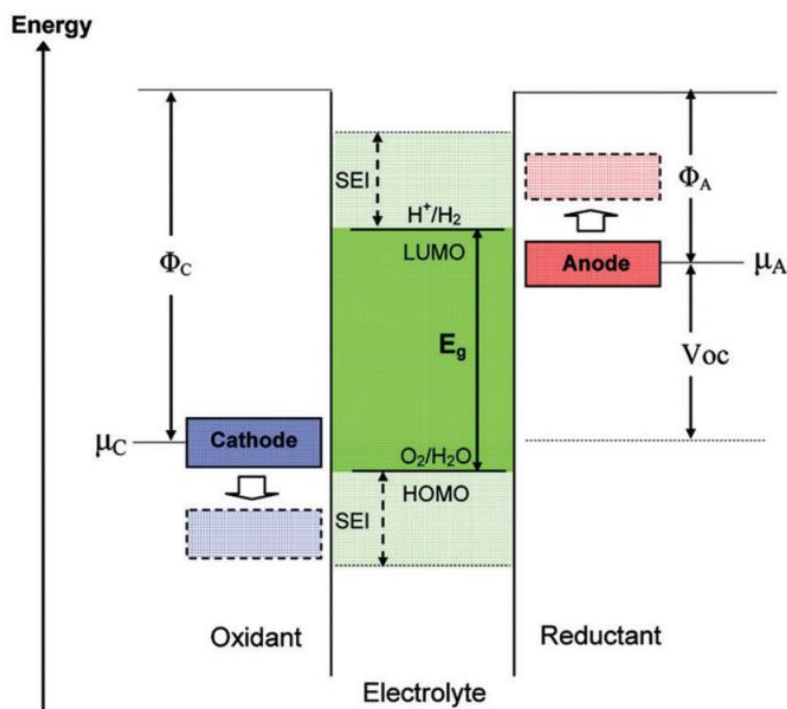 Energy
SEI
H⁺/H₂
LUMO
Φ_A
Φ_C
Anode
μ_A
E_g
Voc
μ_C
Cathode
O₂/H₂O
HOMO
SEI
Oxidant
Reductant
Electrolyte